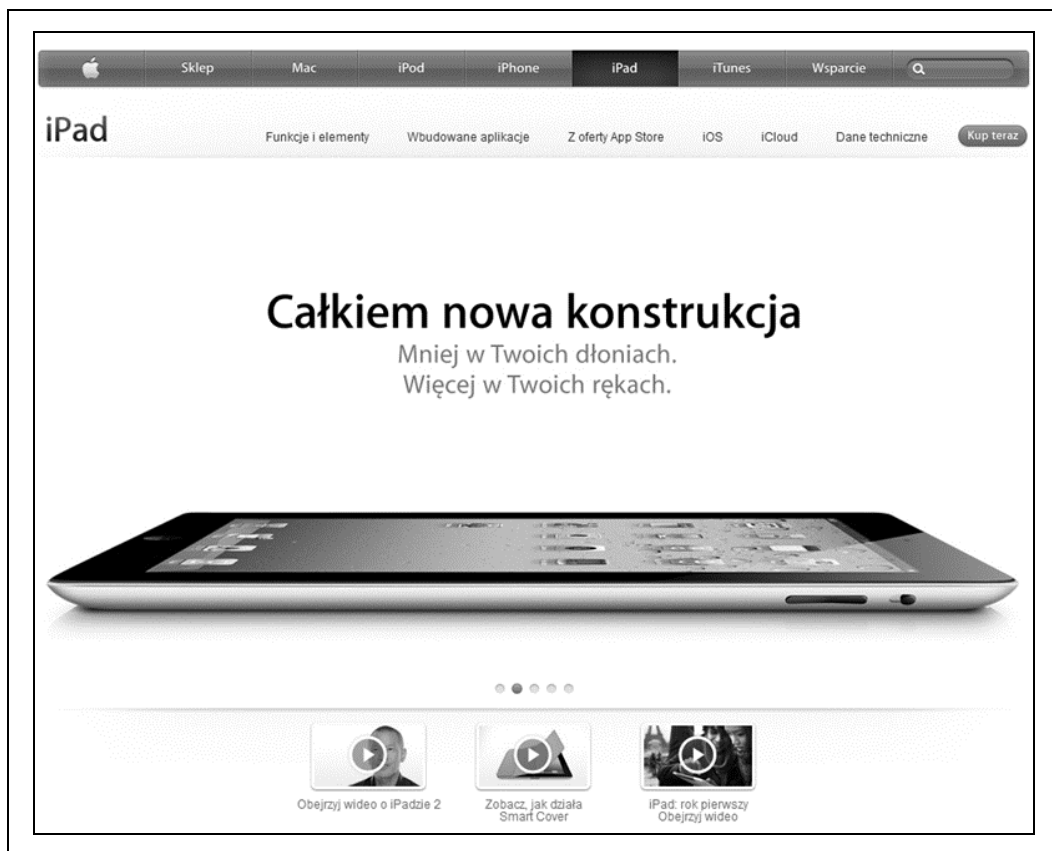 Sklep Mac iPod iPhone iPad iTunes Wsparcie
iPad
Funkcje i elementy Wbudowane aplikacje Z oferty App Store iOS iCloud Dane techniczne Kup teraz
Całkiem nowa konstrukcja
Mniej w Twoich dłoniach.
Więcej w Twoich rękach.
Obejrzyj wideo o iPadzie 2
Zobacz, jak działa
Smart Cover
iPad: rok pierwszy
Obejrzyj wideo